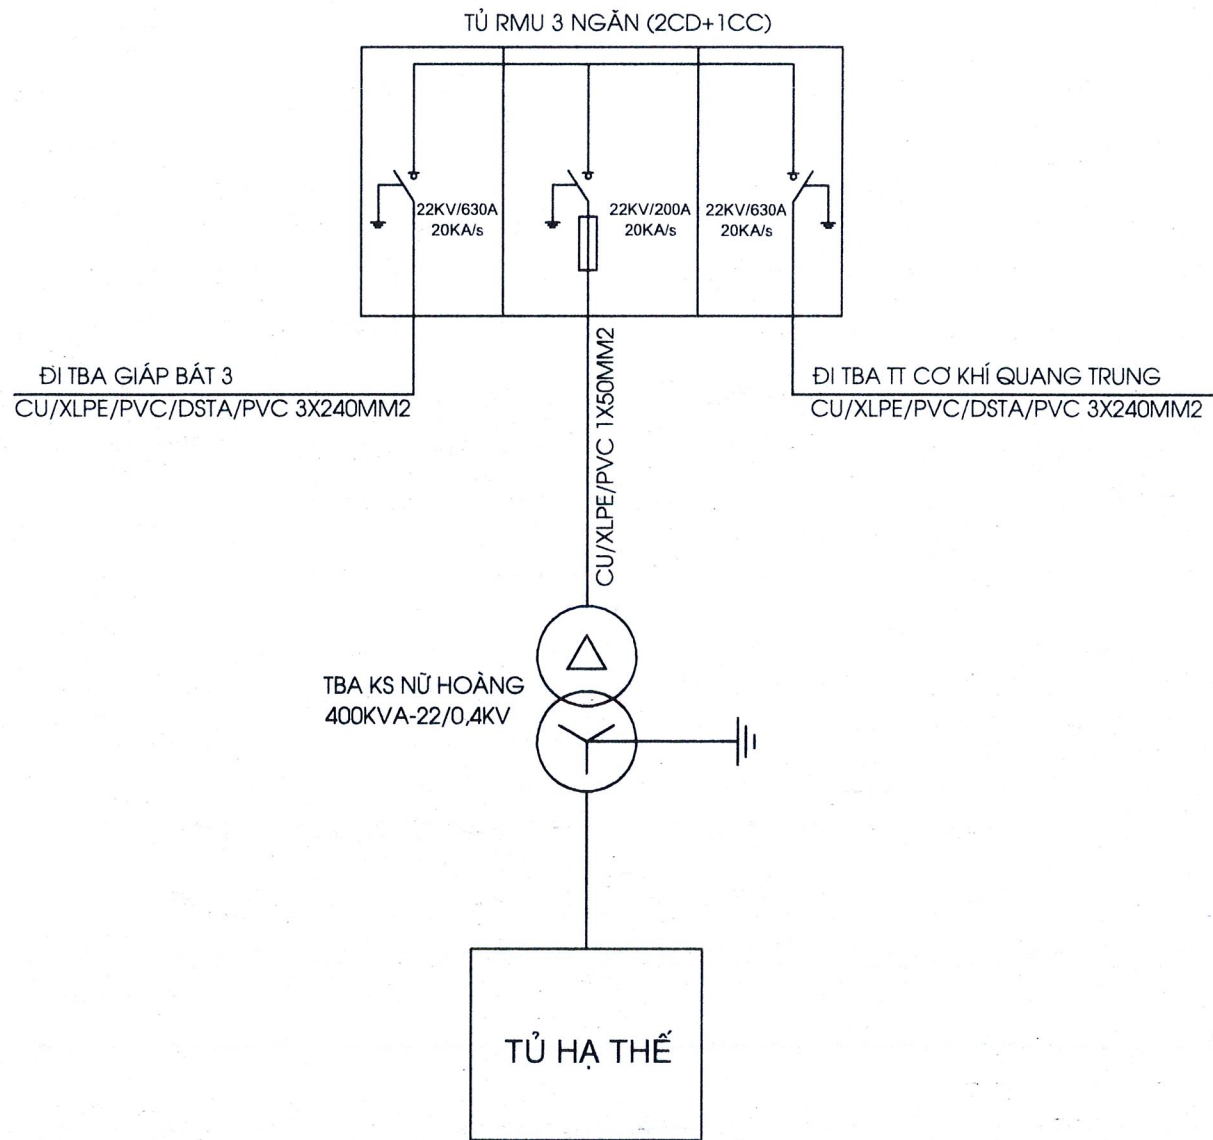 TỦ RMU 3 NGĂN (2CD+1CC)
22KV/630A
20KA/s
22KV/200A
20KA/s
22KV/630A
20KA/s
ĐI TBA GIÁP BÁT 3
CU/XLPE/PVC/DSTA/PVC 3X240MM2
CU/XLPE/PVC 1X50MM2
ĐI TBA TT CƠ KHÍ QUANG TRUNG
CU/XLPE/PVC/DSTA/PVC 3X240MM2
TBA KS NỮ HOÀNG
400KVA-22/0,4KV
TỦ HẠ THẾ